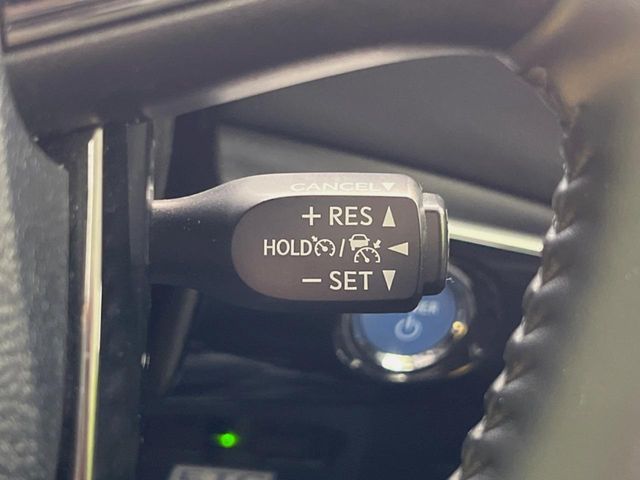 CANCEL▼
+ RES ▲
HOLD / ◀
− SET ▼